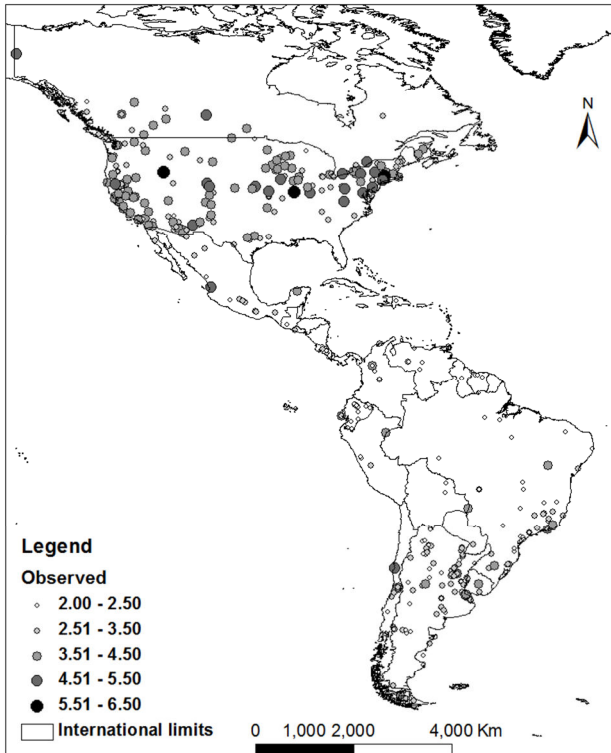 N
Legend
Observed
2.00 - 2.50
2.51 - 3.50
3.51 - 4.50
4.51 - 5.50
5.51 - 6.50
International limits
0 1,000 2,000 4,000 Km